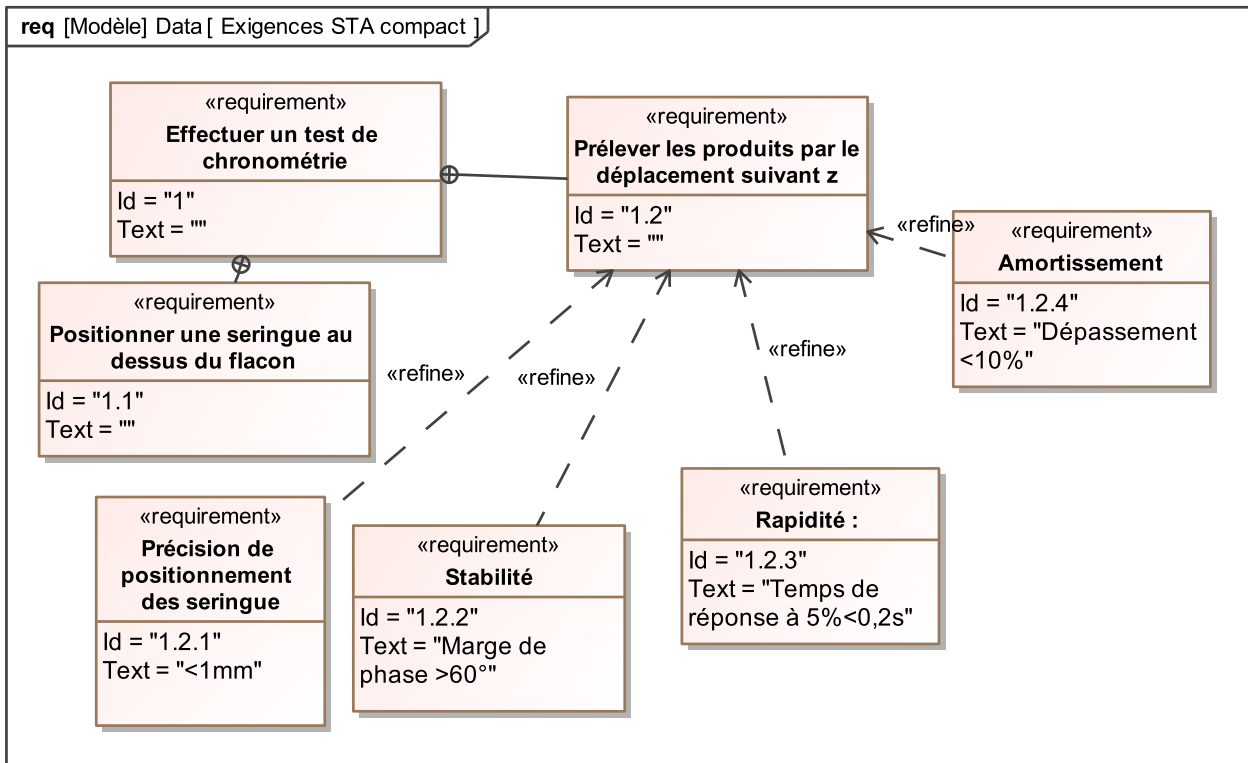 req [Modèle] Data [ Exigences STA compact ]
«requirement»
Effectuer un test de
chronométrie
Id = "1"
Text = ""
«requirement»
Prélever les produits par le
déplacement suivant z
Id = "1.2"
Text = ""
«refine»
«requirement»
Amortissement
Id = "1.2.4"
Text = "Dépassement
<10%"
«requirement»
Positionner une seringue au
dessus du flacon
Id = "1.1"
Text = ""
«refine»
«refine»
«refine»
«requirement»
Précision de
positionnement
des seringue
Id = "1.2.1"
Text = "<1mm"
«requirement»
Stabilité
Id = "1.2.2"
Text = "Marge de
phase >60°"
«requirement»
Rapidité :
Id = "1.2.3"
Text = "Temps de
réponse à 5%<0,2s"